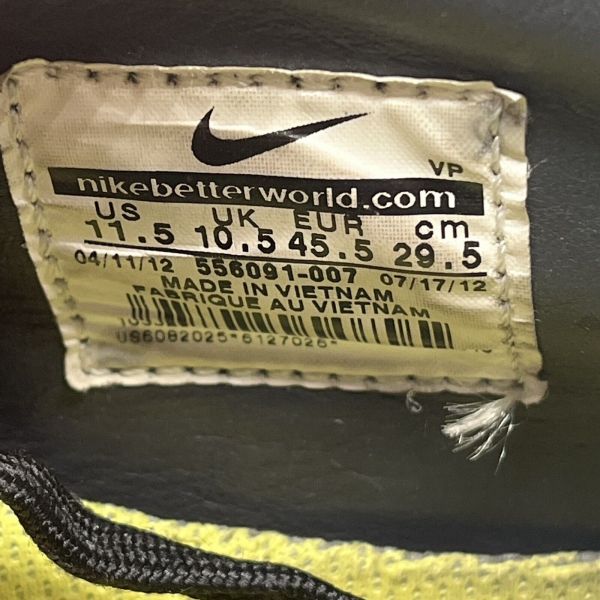 VP
nikebetterworld.com
US UK EUR cm
11.5 10.5 45.5 29.5
04/11/12 556091-007 07/17/12
MADE IN VIETNAM
FABRIQUE AU VIETNAM
US6082025*6127026*